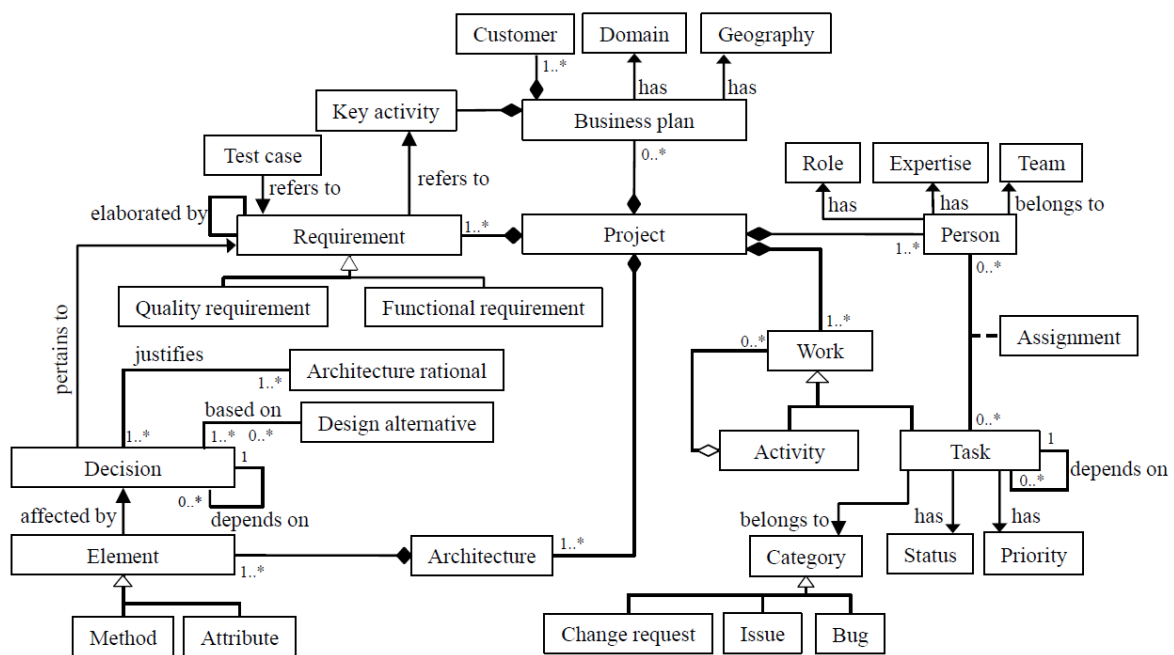 Customer
Domain
Geography
1..*
has
has
Key activity
Business plan
Test case
0..*
Role
Expertise
Team
refers to
refers to
has
has
belongs to
elaborated by
Requirement
1..*
Project
1..*
Person
0..*
Quality requirement
Functional requirement
1..*
pertains to
0..*
Work
Assignment
justifies
1..*
Architecture rational
based on
Design alternative
1..*
1..*
0..*
0..*
Decision
1
Activity
Task
1
0..*
0..*
depends on
affected by
depends on
belongs to
has
has
Element
1..*
Architecture
1..*
Category
Status
Priority
Method
Attribute
Change request
Issue
Bug